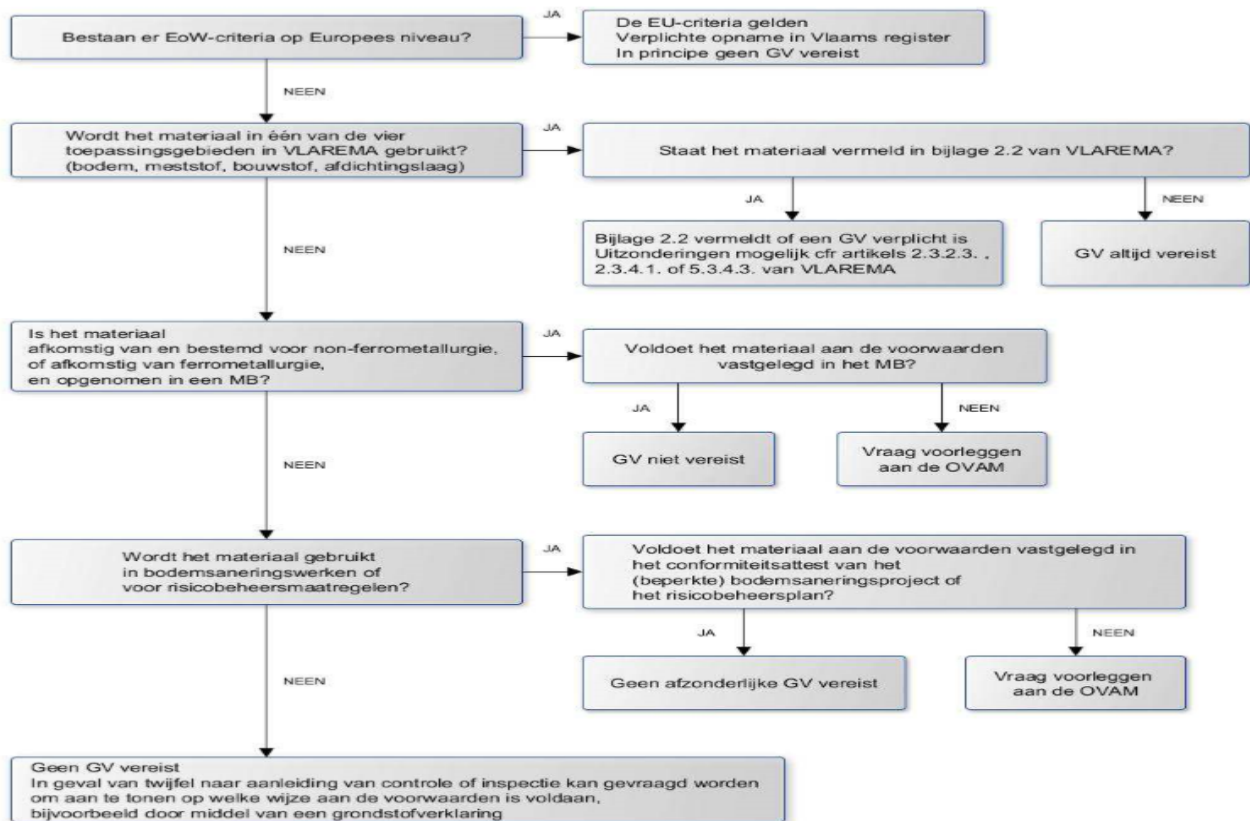 Bestaan er EoW-criteria op Europees niveau?
JA
De EU-criteria gelden
Verplichte opname in Vlaams register
In principe geen GV vereist
NEEN
Wordt het materiaal in één van de vier
toepassingsgebieden in VLAREMA gebruikt?
(bodem, meststof, bouwstof, afdichtingslaag)
JA
Staat het materiaal vermeld in bijlage 2.2 van VLAREMA?
JA
NEEN
NEEN
Bijlage 2.2 vermeldt of een GV verplicht is
Uitzonderingen mogelijk cfr artikels 2.3.2.3. ,
2.3.4.1. of 5.3.4.3. van VLAREMA
GV altijd vereist
Is het materiaal
afkomstig van en bestemd voor non-ferrometallurgie,
of afkomstig van ferrometallurgie,
en opgenomen in een MB?
JA
Voldoet het materiaal aan de voorwaarden
vastgelegd in het MB?
JA
NEEN
NEEN
GV niet vereist
Vraag voorleggen
aan de OVAM
Wordt het materiaal gebruikt
in bodemsaneringswerken of
voor risicobeheersmaatregelen?
JA
Voldoet het materiaal aan de voorwaarden vastgelegd in
het conformiteitsattest van het
(beperkte) bodemsaneringsproject of
het risicobeheersplan?
JA
NEEN
NEEN
Geen afzonderlijke GV vereist
Vraag voorleggen
aan de OVAM
Geen GV vereist
In geval van twijfel naar aanleiding van controle of inspectie kan gevraagd worden
om aan te tonen op welke wijze aan de voorwaarden is voldaan,
bijvoorbeeld door middel van een grondstofverklaring